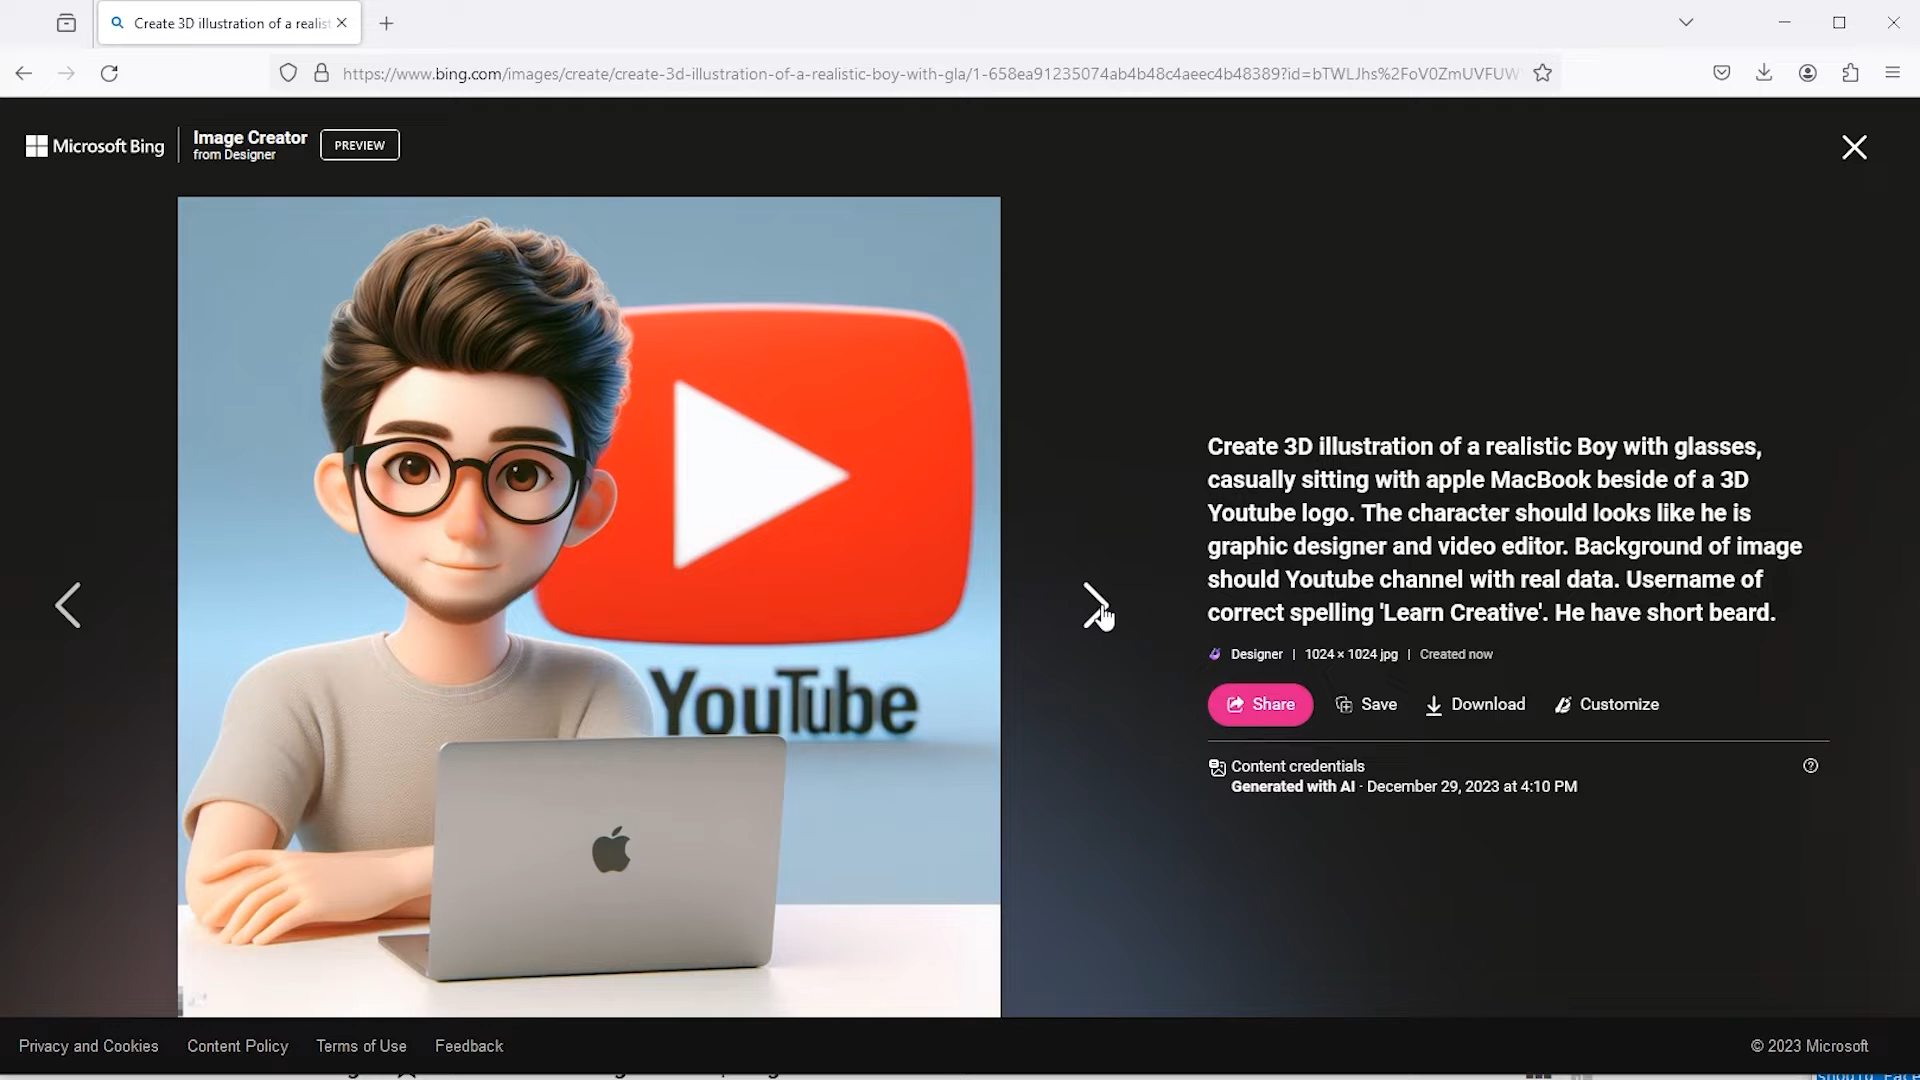 Create 3D illustration of a realist
https://www.bing.com/images/create/create-3d-illustration-of-a-realistic-boy-with-gla/1-658ea91235074ab4b48c4aeec4b48389?id=bTWLJhs%2FoV0ZmUVFUW
Microsoft Bing
Image Creator
from Designer
PREVIEW
YouTube
Create 3D illustration of a realistic Boy with glasses,
casually sitting with apple MacBook beside of a 3D
Youtube logo. The character should looks like he is
graphic designer and video editor. Background of image
should Youtube channel with real data. Username of
correct spelling 'Learn Creative'. He have short beard.
Designer | 1024 × 1024 jpg | Created now
Share Save Download Customize
Content credentials
Generated with AI · December 29, 2023 at 4:10 PM
Privacy and Cookies Content Policy Terms of Use Feedback
© 2023 Microsoft